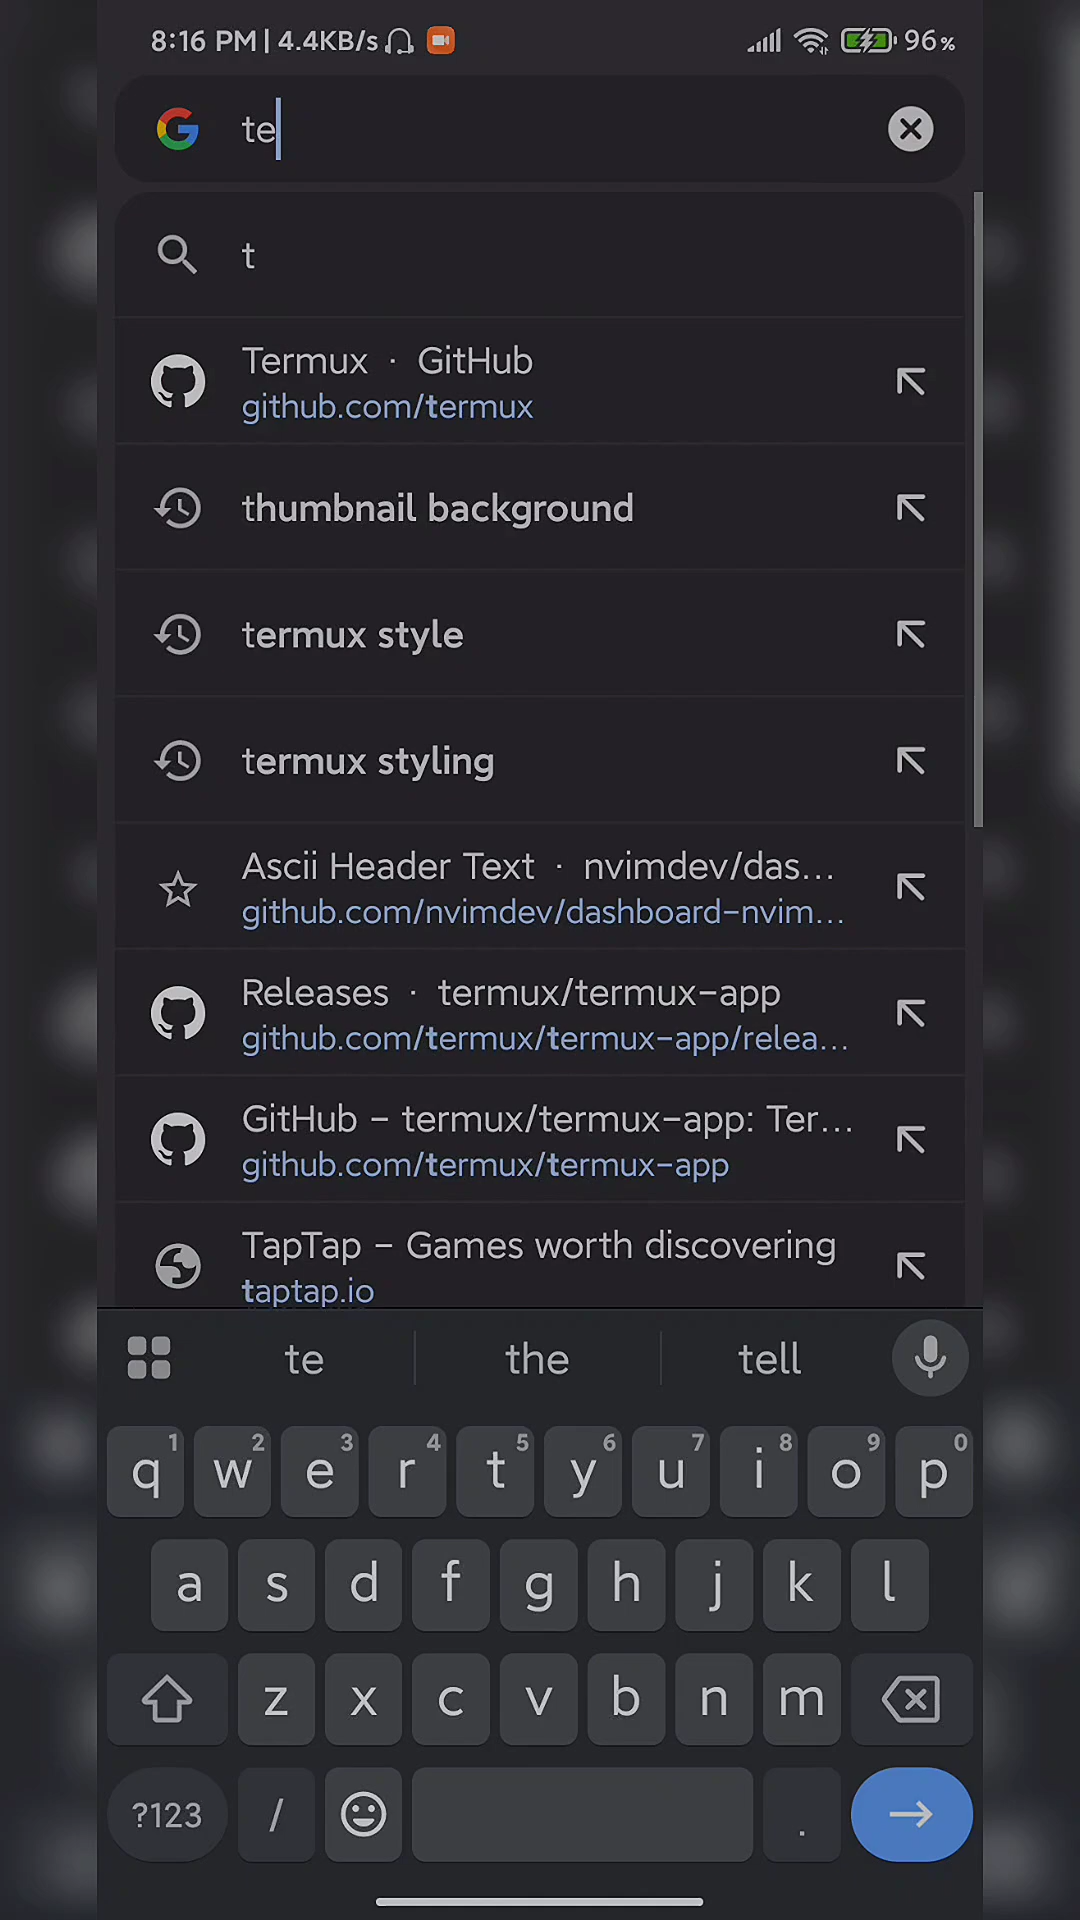 8:16 PM | 4.4KB/s 96%
te
t
Termux · GitHub
github.com/termux
thumbnail background
termux style
termux styling
Ascii Header Text · nvimdev/das...
github.com/nvimdev/dashboard-nvim...
Releases · termux/termux-app
github.com/termux/termux-app/relea...
GitHub - termux/termux-app: Ter...
github.com/termux/termux-app
TapTap - Games worth discovering
taptap.io
te the tell
q1 w2 e3 r4 t5 y6 u7 i8 o9 p0
a s d f g h j k l
z x c v b n m
?123 / .